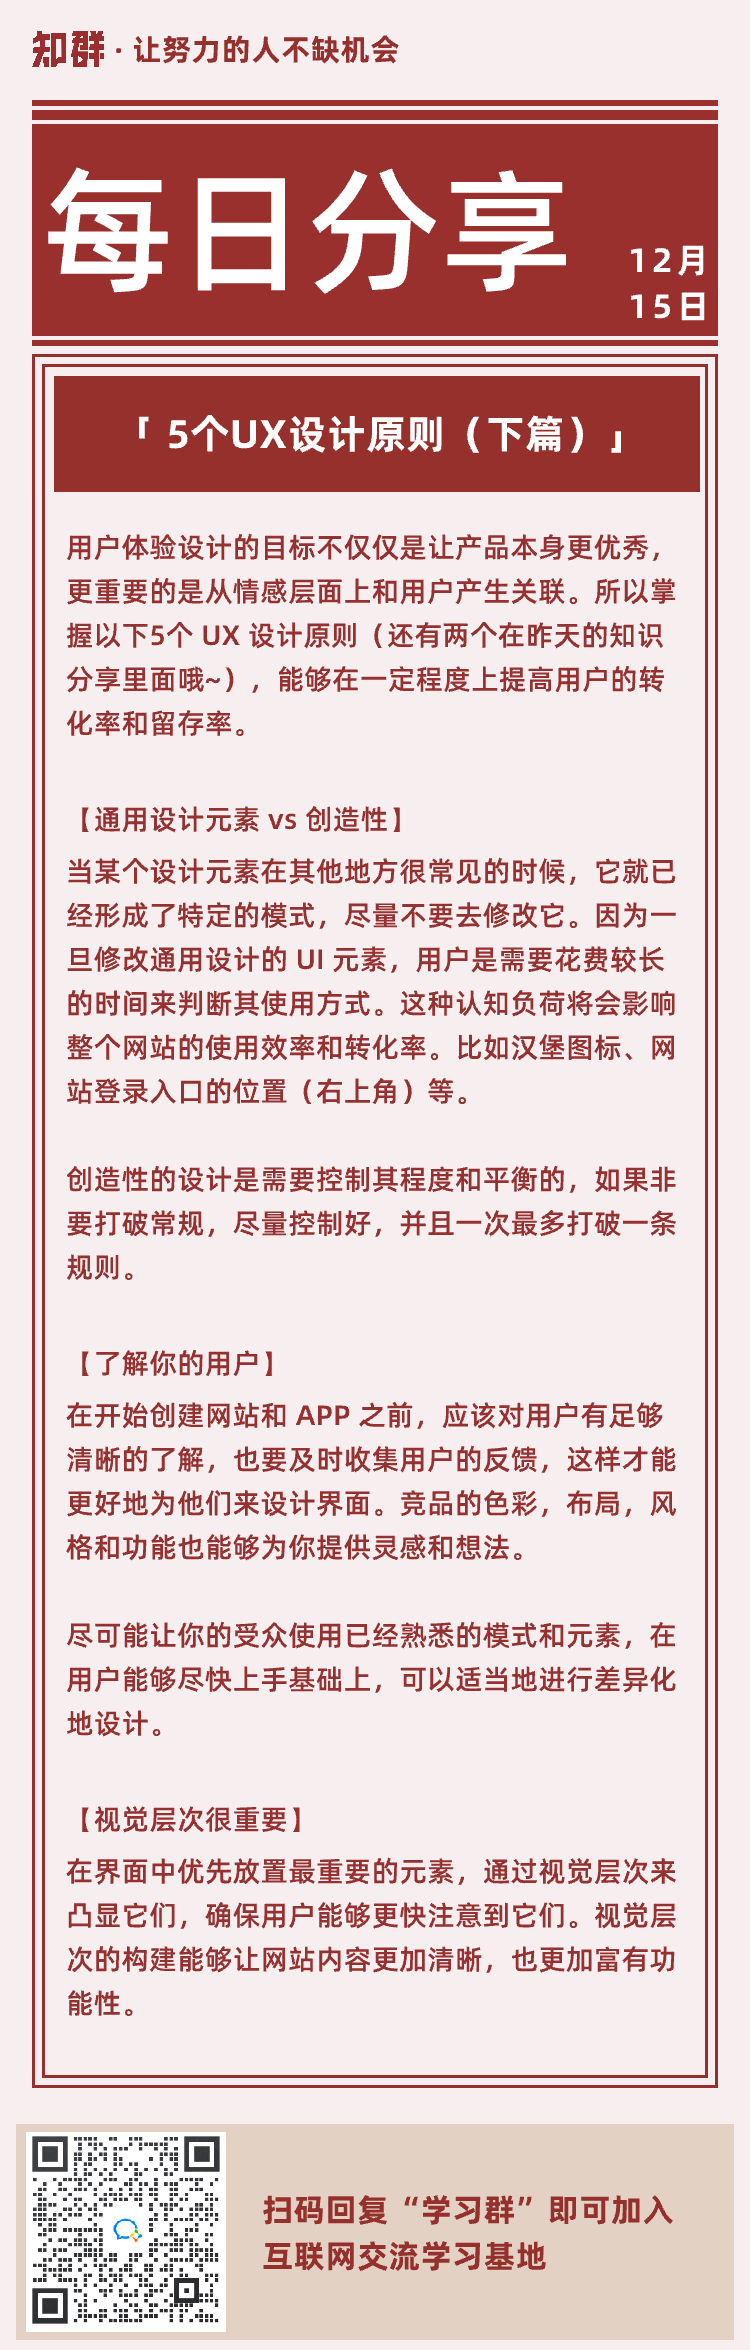 知群 · 让努力的人不缺机会
每日分享
12月
15日
「 5个UX设计原则（下篇）」
用户体验设计的目标不仅仅是让产品本身更优秀，
更重要的是从情感层面上和用户产生关联。所以掌
握以下5个 UX 设计原则（还有两个在昨天的知识
分享里面哦~），能够在一定程度上提高用户的转
化率和留存率。
【通用设计元素 vs 创造性】
当某个设计元素在其他地方很常见的时候，它就已
经形成了特定的模式，尽量不要去修改它。因为一
旦修改通用设计的 UI 元素，用户是需要花费较长
的时间来判断其使用方式。这种认知负荷将会影响
整个网站的使用效率和转化率。比如汉堡图标、网
站登录入口的位置（右上角）等。
创造性的设计是需要控制其程度和平衡的，如果非
要打破常规，尽量控制好，并且一次最多打破一条
规则。
【了解你的用户】
在开始创建网站和 APP 之前，应该对用户有足够
清晰的了解，也要及时收集用户的反馈，这样才能
更好地为他们来设计界面。竞品的色彩，布局，风
格和功能也能够为你提供灵感和想法。
尽可能让你的受众使用已经熟悉的模式和元素，在
用户能够尽快上手基础上，可以适当地进行差异化
地设计。
【视觉层次很重要】
在界面中优先放置最重要的元素，通过视觉层次来
凸显它们，确保用户能够更快注意到它们。视觉层
次的构建能够让网站内容更加清晰，也更加富有功
能性。
扫码回复“学习群”即可加入
互联网交流学习基地